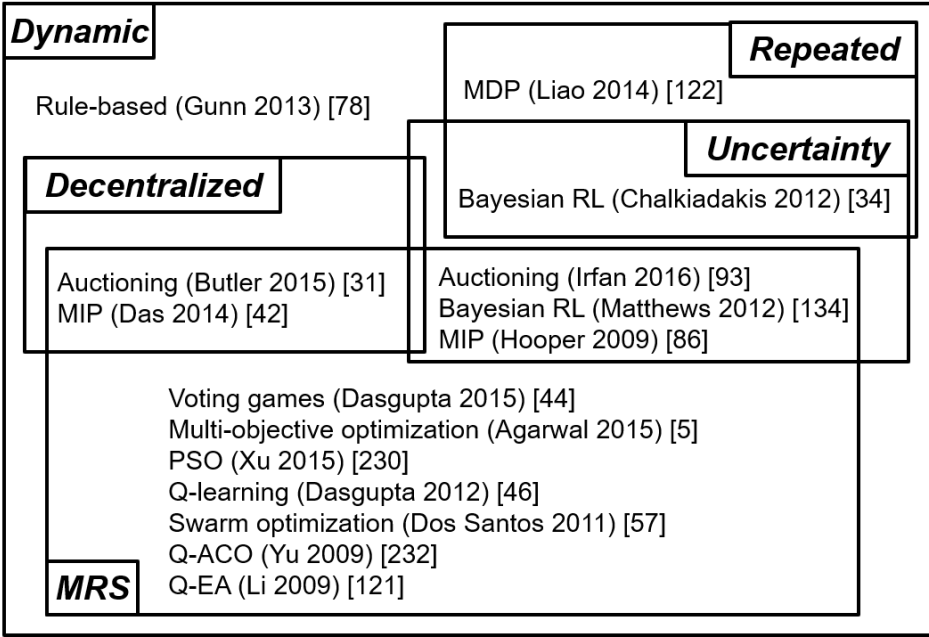 Dynamic
Repeated
Rule-based (Gunn 2013) [78]
MDP (Liao 2014) [122]
Uncertainty
Decentralized
Bayesian RL (Chalkiadakis 2012) [34]
Auctioning (Butler 2015) [31]
MIP (Das 2014) [42]
Auctioning (Irfan 2016) [93]
Bayesian RL (Matthews 2012) [134]
MIP (Hooper 2009) [86]
Voting games (Dasgupta 2015) [44]
Multi-objective optimization (Agarwal 2015) [5]
PSO (Xu 2015) [230]
Q-learning (Dasgupta 2012) [46]
Swarm optimization (Dos Santos 2011) [57]
Q-ACO (Yu 2009) [232]
Q-EA (Li 2009) [121]
MRS